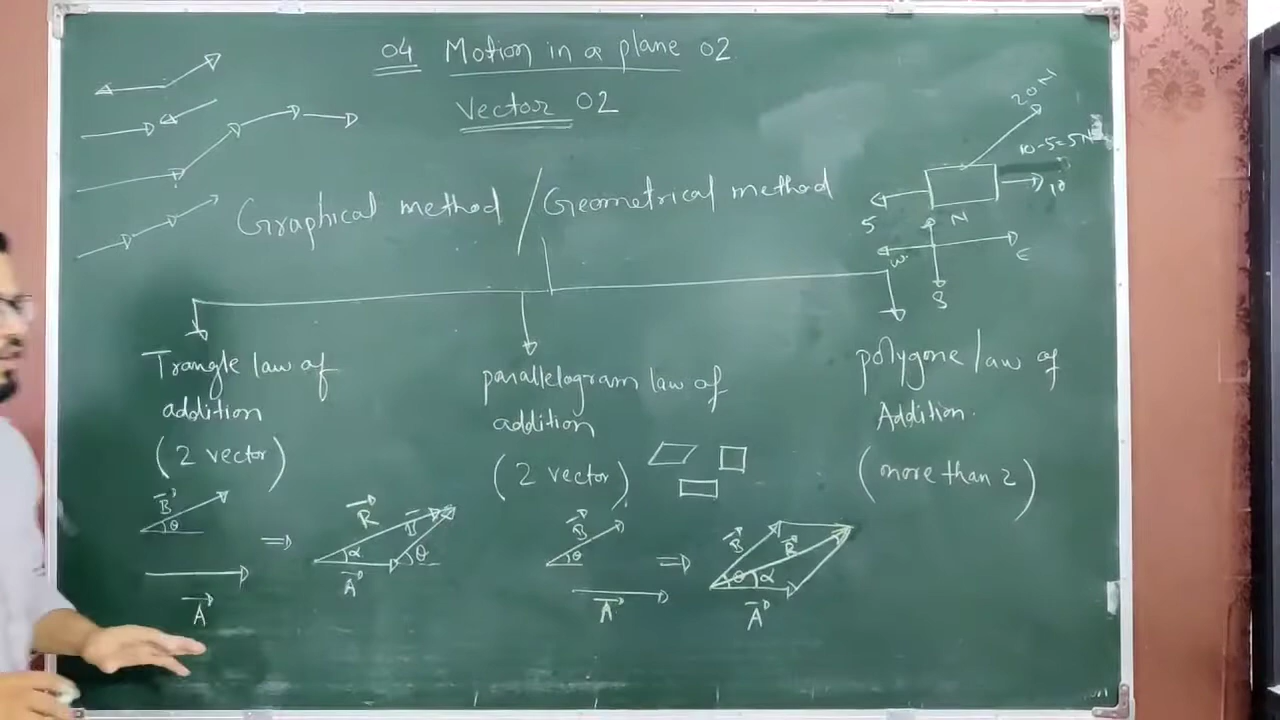 04 Motion in a plane 02
Vector 02
Graphical method / Geometrical method
20 N
10-5=5N
10
5
N
W
E
S
Trangle law of
addition
(2 vector)
parallelogram law of
addition
(2 vector)
polygone law of
Addition.
(more than 2)
B
θ
A
⇒
R
B
α
θ
A
B
θ
A
⇒
B
R
θ
α
A